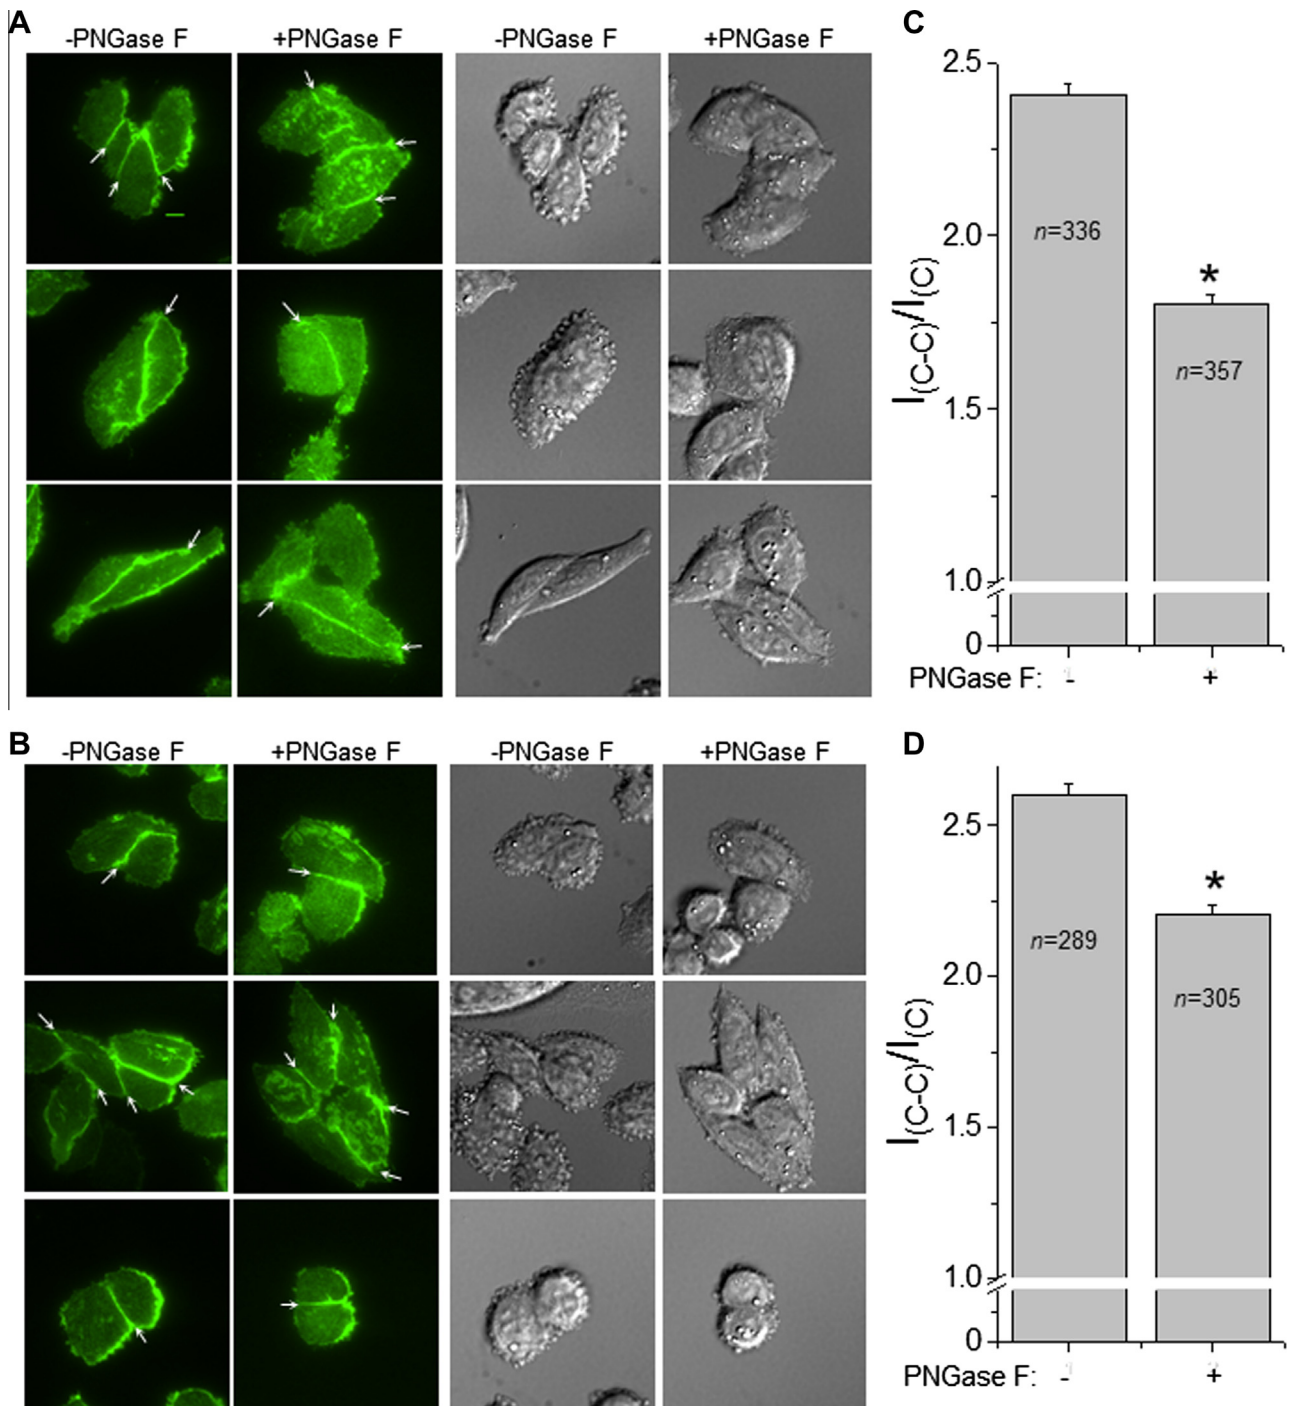 A
-PNGase F +PNGase F -PNGase F +PNGase F
C
2.5
2.0
1.5
1.0
0
I(C-C)/I(C)
n=336
*
n=357
PNGase F: - +
B
-PNGase F +PNGase F -PNGase F +PNGase F
D
2.5
2.0
1.5
1.0
0
I(C-C)/I(C)
n=289
*
n=305
PNGase F: - +